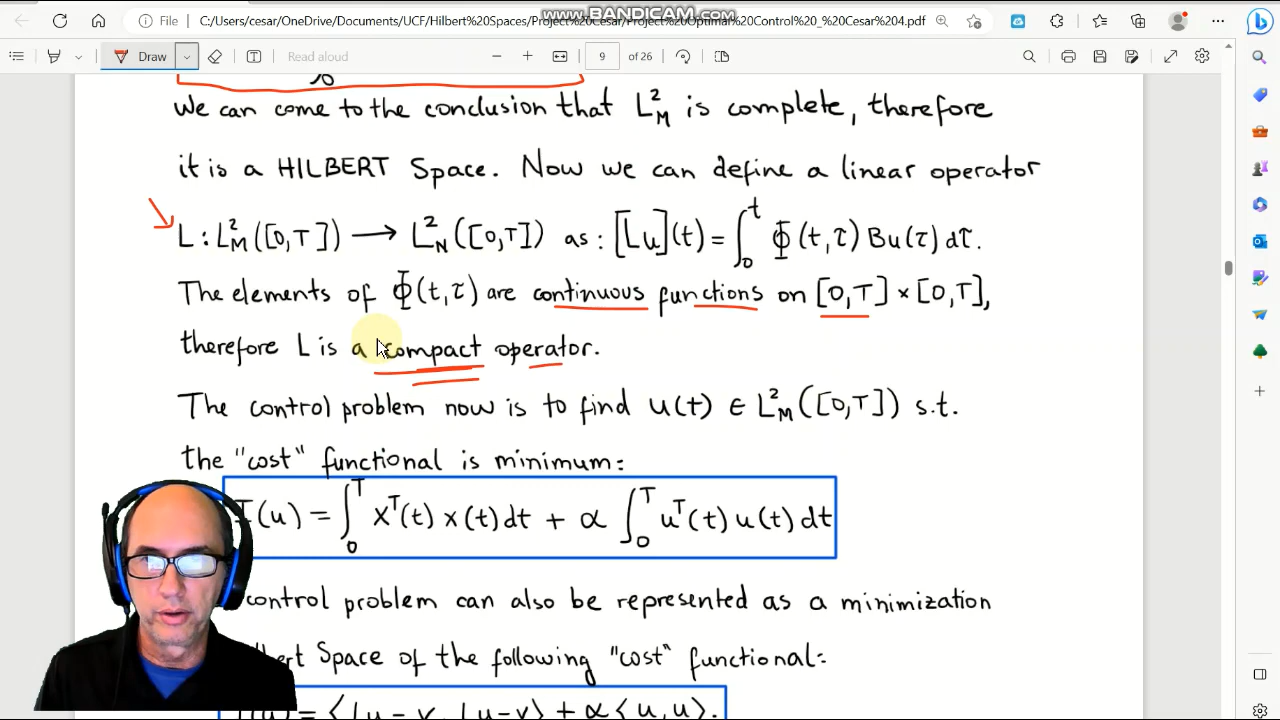 www.BANDICAM.com
File
C:/Users/cesar/OneDrive/Documents/UCF/Hilbert%20Spaces/Project%20Optimal%20Control%20_%20Cesar%204.pdf
Draw
Read aloud
9 of 26
We can come to the conclusion that L²_M is complete, therefore
it is a HILBERT Space. Now we can define a linear operator
L : L²_M([0,T]) → L²_N([0,T]) as : [Lu](t) = ∫₀ᵗ Φ(t,τ) Bu(τ) dτ.
The elements of Φ(t,τ) are continuous functions on [0,T] × [0,T],
therefore L is a compact operator.
The control problem now is to find u(t) ∈ L²_M([0,T]) s.t.
the "cost" functional is minimum:
(u) = ∫₀ᵀ xᵀ(t) x(t) dt + α ∫₀ᵀ uᵀ(t) u(t) dt
control problem can also be represented as a minimization
Space of the following "cost" functional:
= ⟨Lu - v, Lu - v⟩ + α⟨u, u⟩.